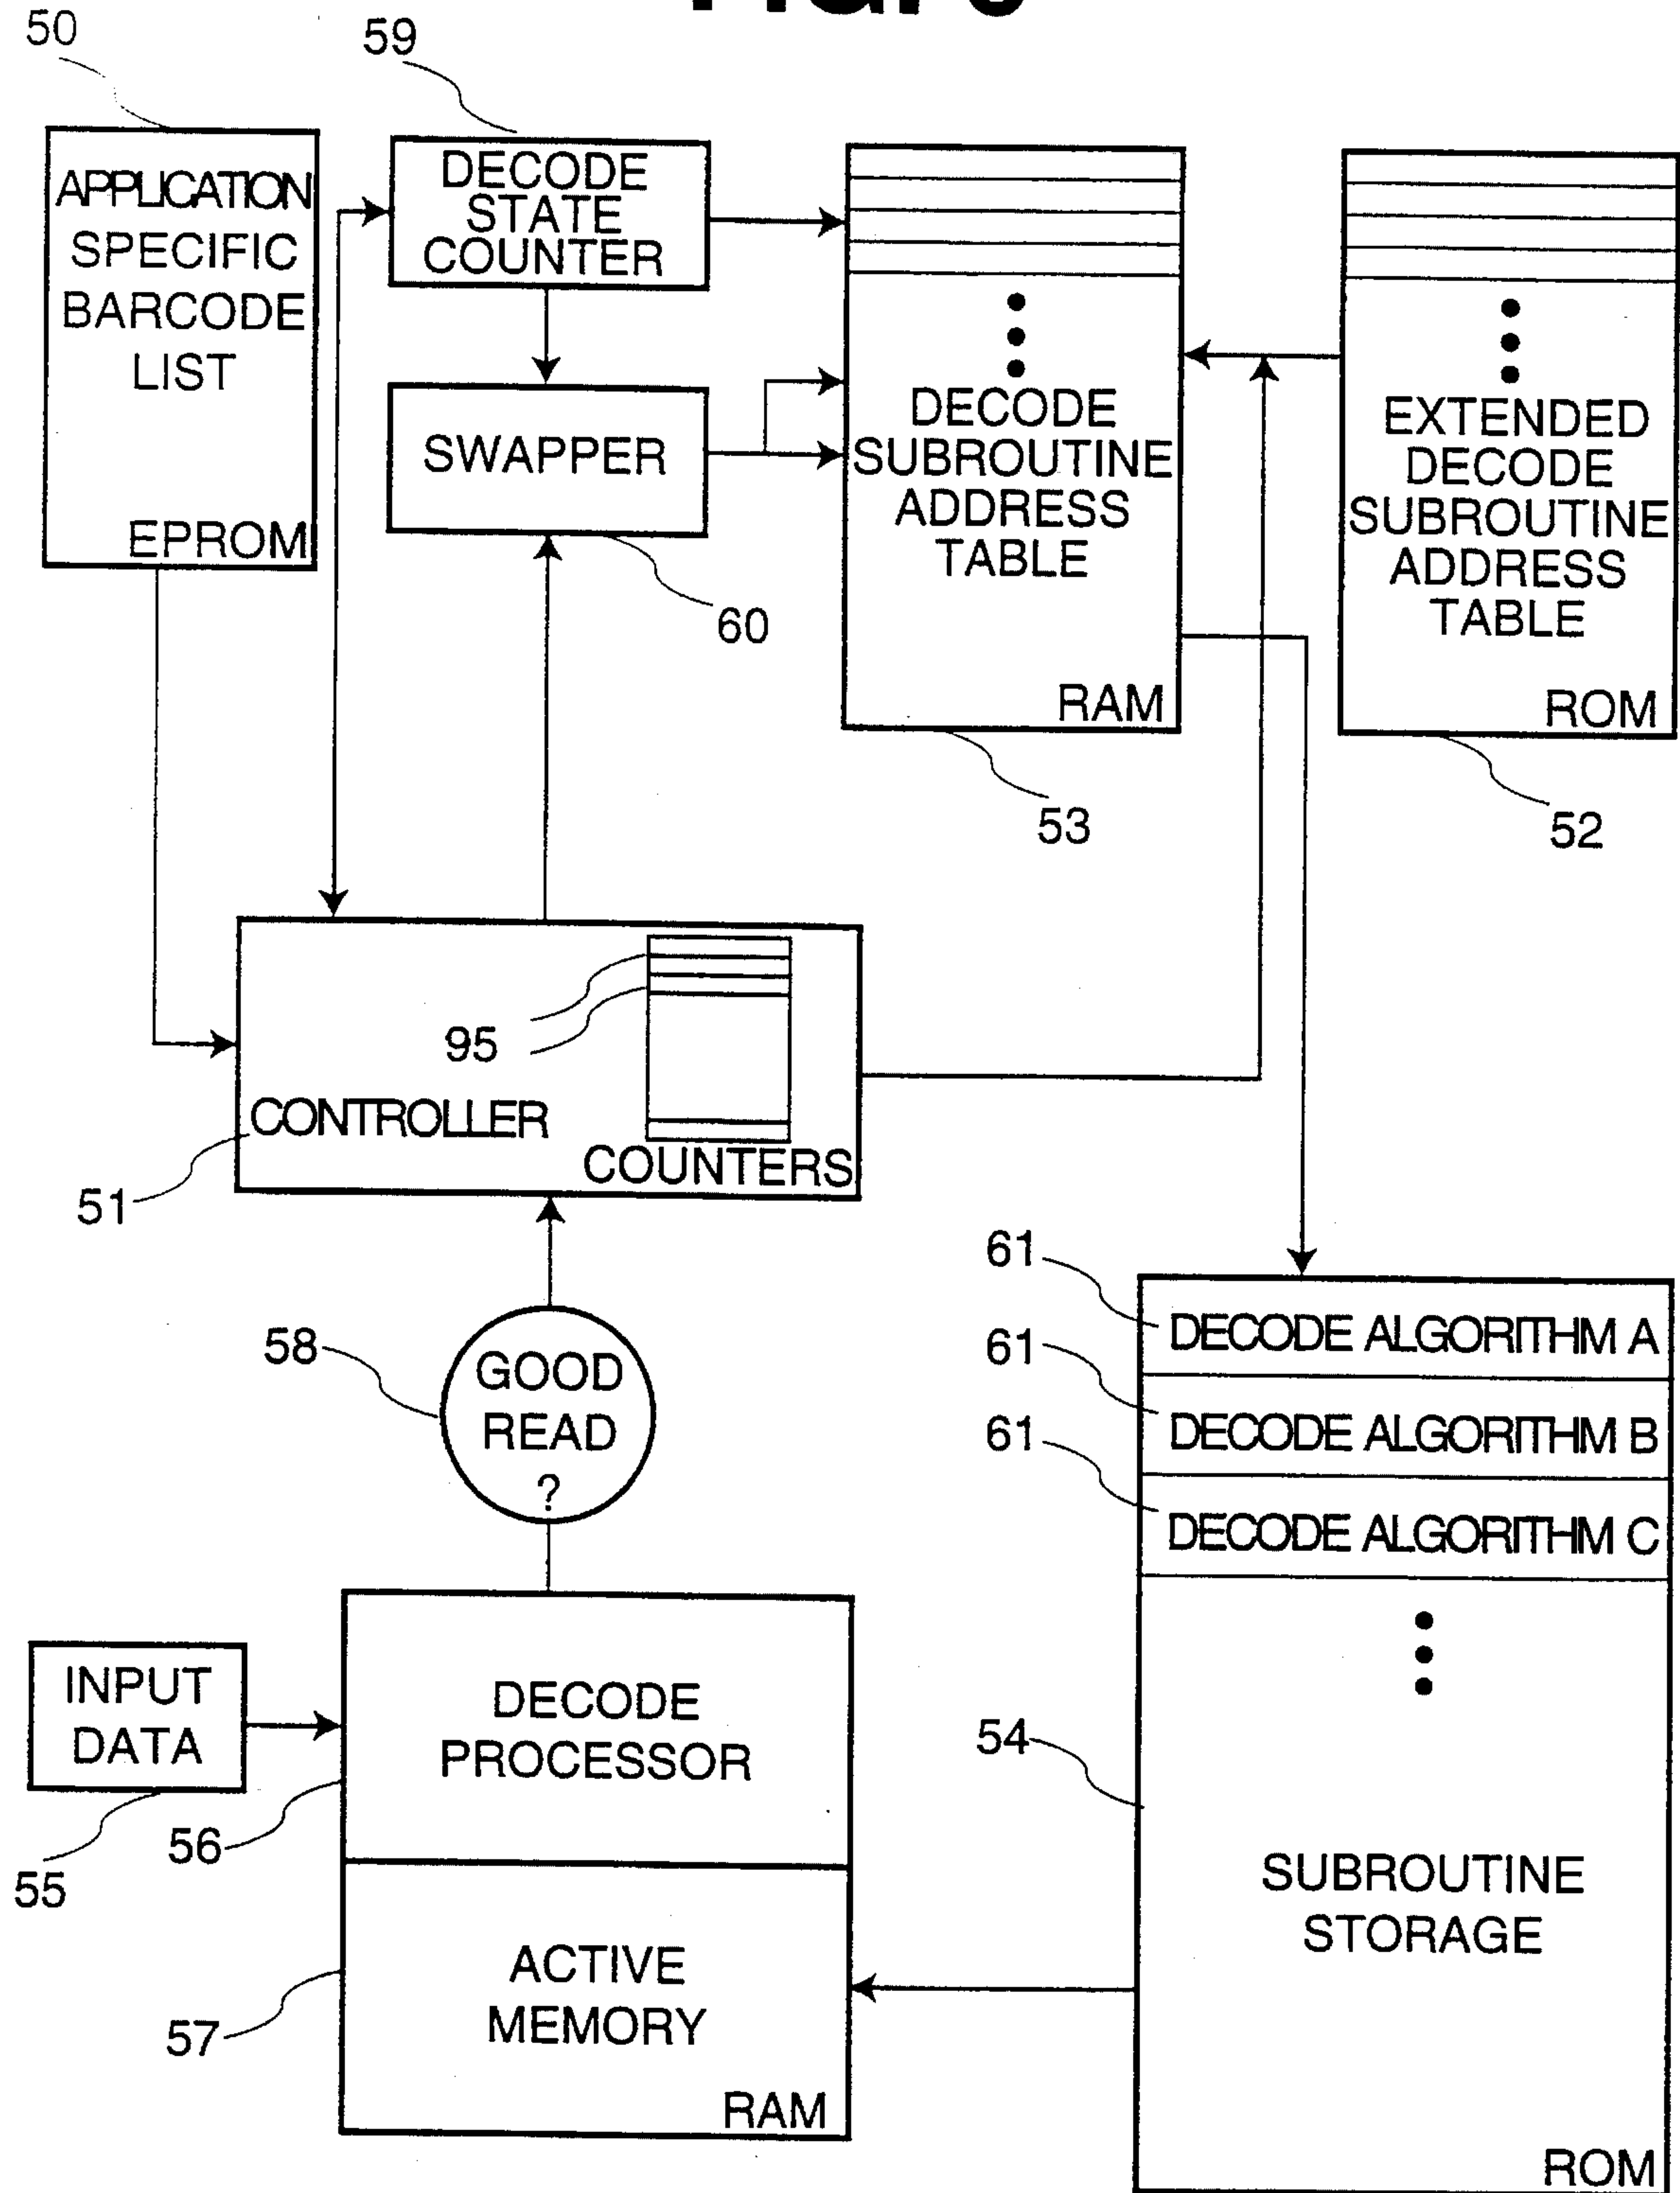 50
59
APPLICATION
SPECIFIC
BARCODE
LIST
EPROM
DECODE
STATE
COUNTER
SWAPPER
60
DECODE
SUBROUTINE
ADDRESS
TABLE
RAM
53
EXTENDED
DECODE
SUBROUTINE
ADDRESS
TABLE
ROM
52
95
CONTROLLER
COUNTERS
51
58
GOOD
READ
?
61
DECODE ALGORITHM A
61
DECODE ALGORITHM B
61
DECODE ALGORITHM C
INPUT
DATA
55
DECODE
PROCESSOR
56
ACTIVE
MEMORY
57
RAM
54
SUBROUTINE
STORAGE
ROM